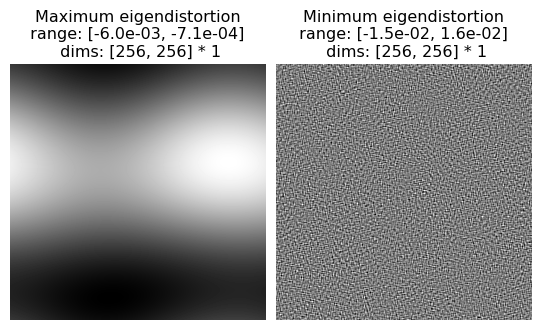 Maximum eigendistortion
range: [-6.0e-03, -7.1e-04]
dims: [256, 256] * 1
Minimum eigendistortion
range: [-1.5e-02, 1.6e-02]
dims: [256, 256] * 1